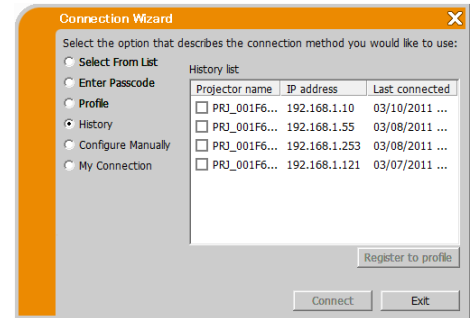 Connection Wizard
Select the option that describes the connection method you would like to use:
Select From List
Enter Passcode
Profile
History
Configure Manually
My Connection
History list
Projector name IP address Last connected
PRJ_001F6... 192.168.1.10 03/10/2011 ...
PRJ_001F6... 192.168.1.55 03/08/2011 ...
PRJ_001F6... 192.168.1.253 03/08/2011 ...
PRJ_001F6... 192.168.1.121 03/07/2011 ...
Register to profile
Connect Exit